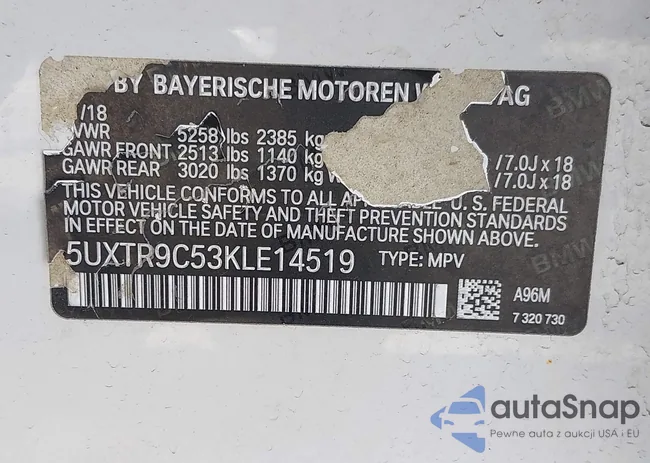 BY BAYERISCHE MOTOREN W AG
/18
VWR 5258 lbs 2385 kg
GAWR FRONT 2513 lbs 1140 kg /7.0J x 18
GAWR REAR 3020 lbs 1370 kg W /7.0J x 18
THIS VEHICLE CONFORMS TO ALL U. S. FEDERAL
MOTOR VEHICLE SAFETY AND THEFT PREVENTION STANDARDS
IN EFFECT ON THE DATE OF MANUFACTURE SHOWN ABOVE.
5UXTR9C53KLE14519 TYPE: MPV
A96M
7 320 730
autoSnap
Pewne auta z aukcji USA i EU